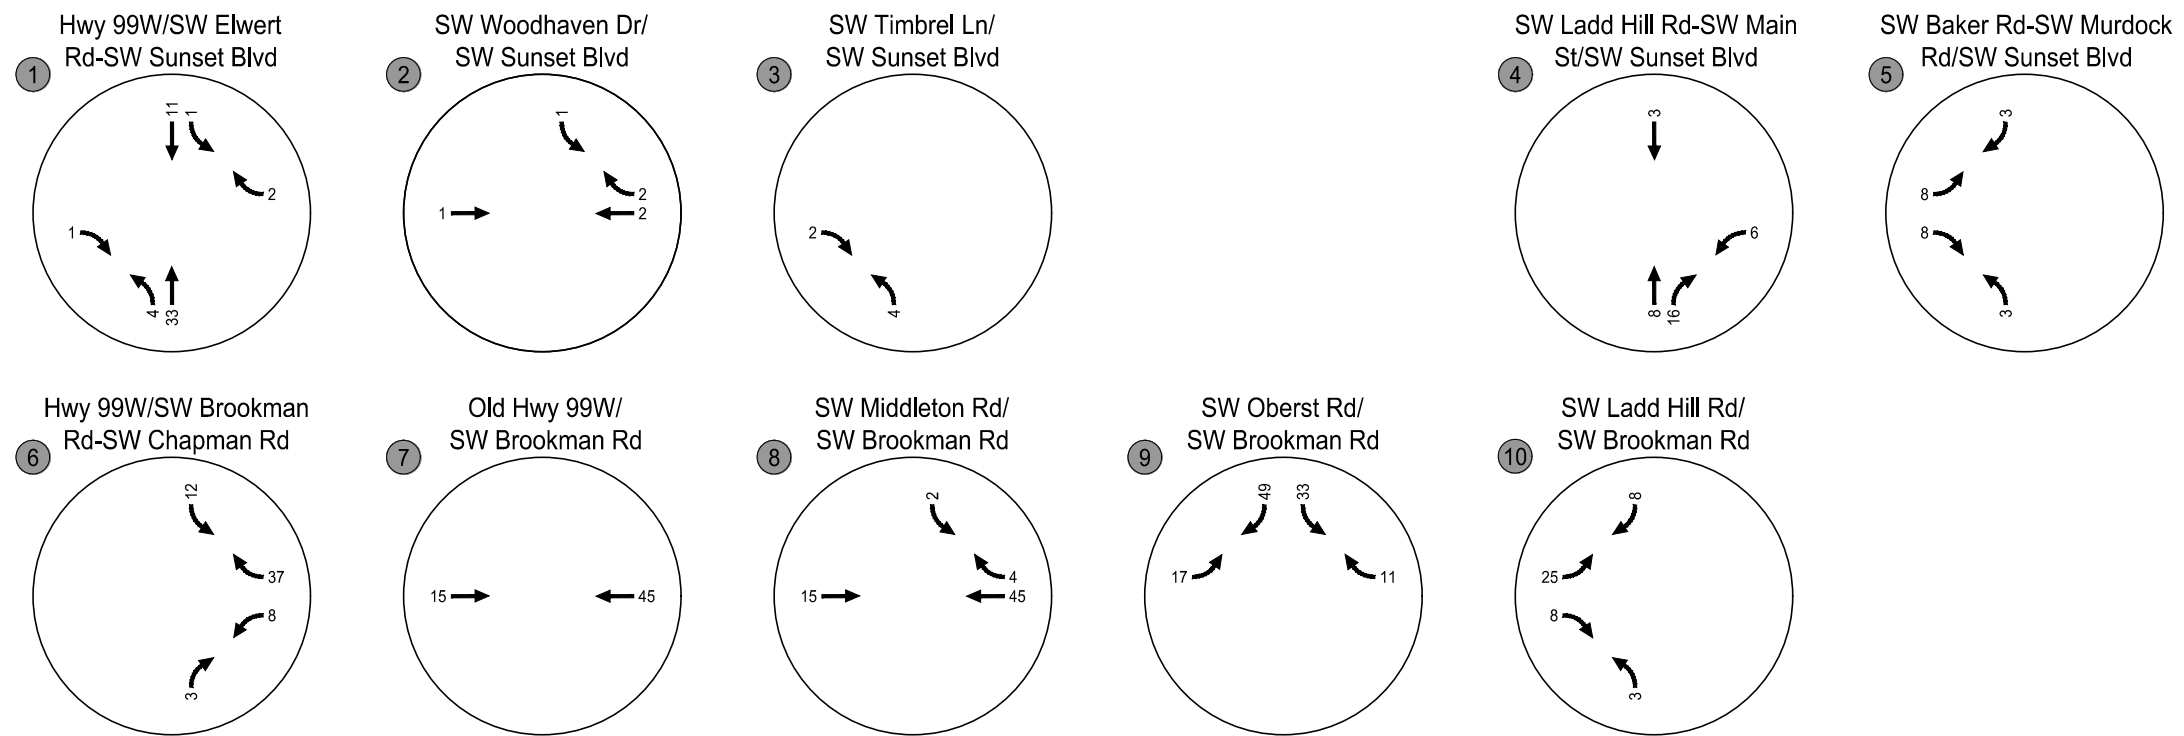 Hwy 99W/SW Elwert
Rd-SW Sunset Blvd
1
11
1
2
1
4
33
SW Woodhaven Dr/
SW Sunset Blvd
2
1
2
1
2
SW Timbrel Ln/
SW Sunset Blvd
3
2
4
SW Ladd Hill Rd-SW Main
St/SW Sunset Blvd
4
3
6
8
16
SW Baker Rd-SW Murdock
Rd/SW Sunset Blvd
5
3
8
8
3
Hwy 99W/SW Brookman
Rd-SW Chapman Rd
6
12
37
8
3
Old Hwy 99W/
SW Brookman Rd
7
15
45
SW Middleton Rd/
SW Brookman Rd
8
2
4
15
45
SW Oberst Rd/
SW Brookman Rd
9
49
33
17
11
SW Ladd Hill Rd/
SW Brookman Rd
10
8
25
8
3